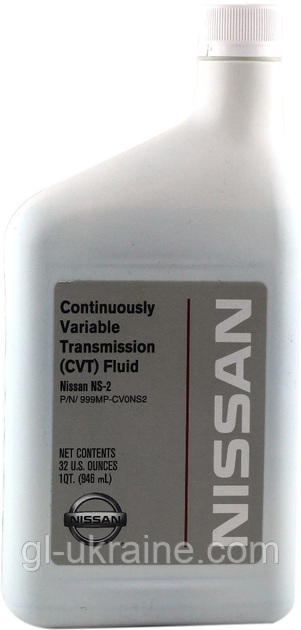 Continuously
Variable
Transmission
(CVT) Fluid
Nissan NS-2
P/N/ 999MP-CV0NS2
NET CONTENTS
32 U.S. OUNCES
1QT. (946 mL)
NISSAN
NISSAN
gl-ukraine.com